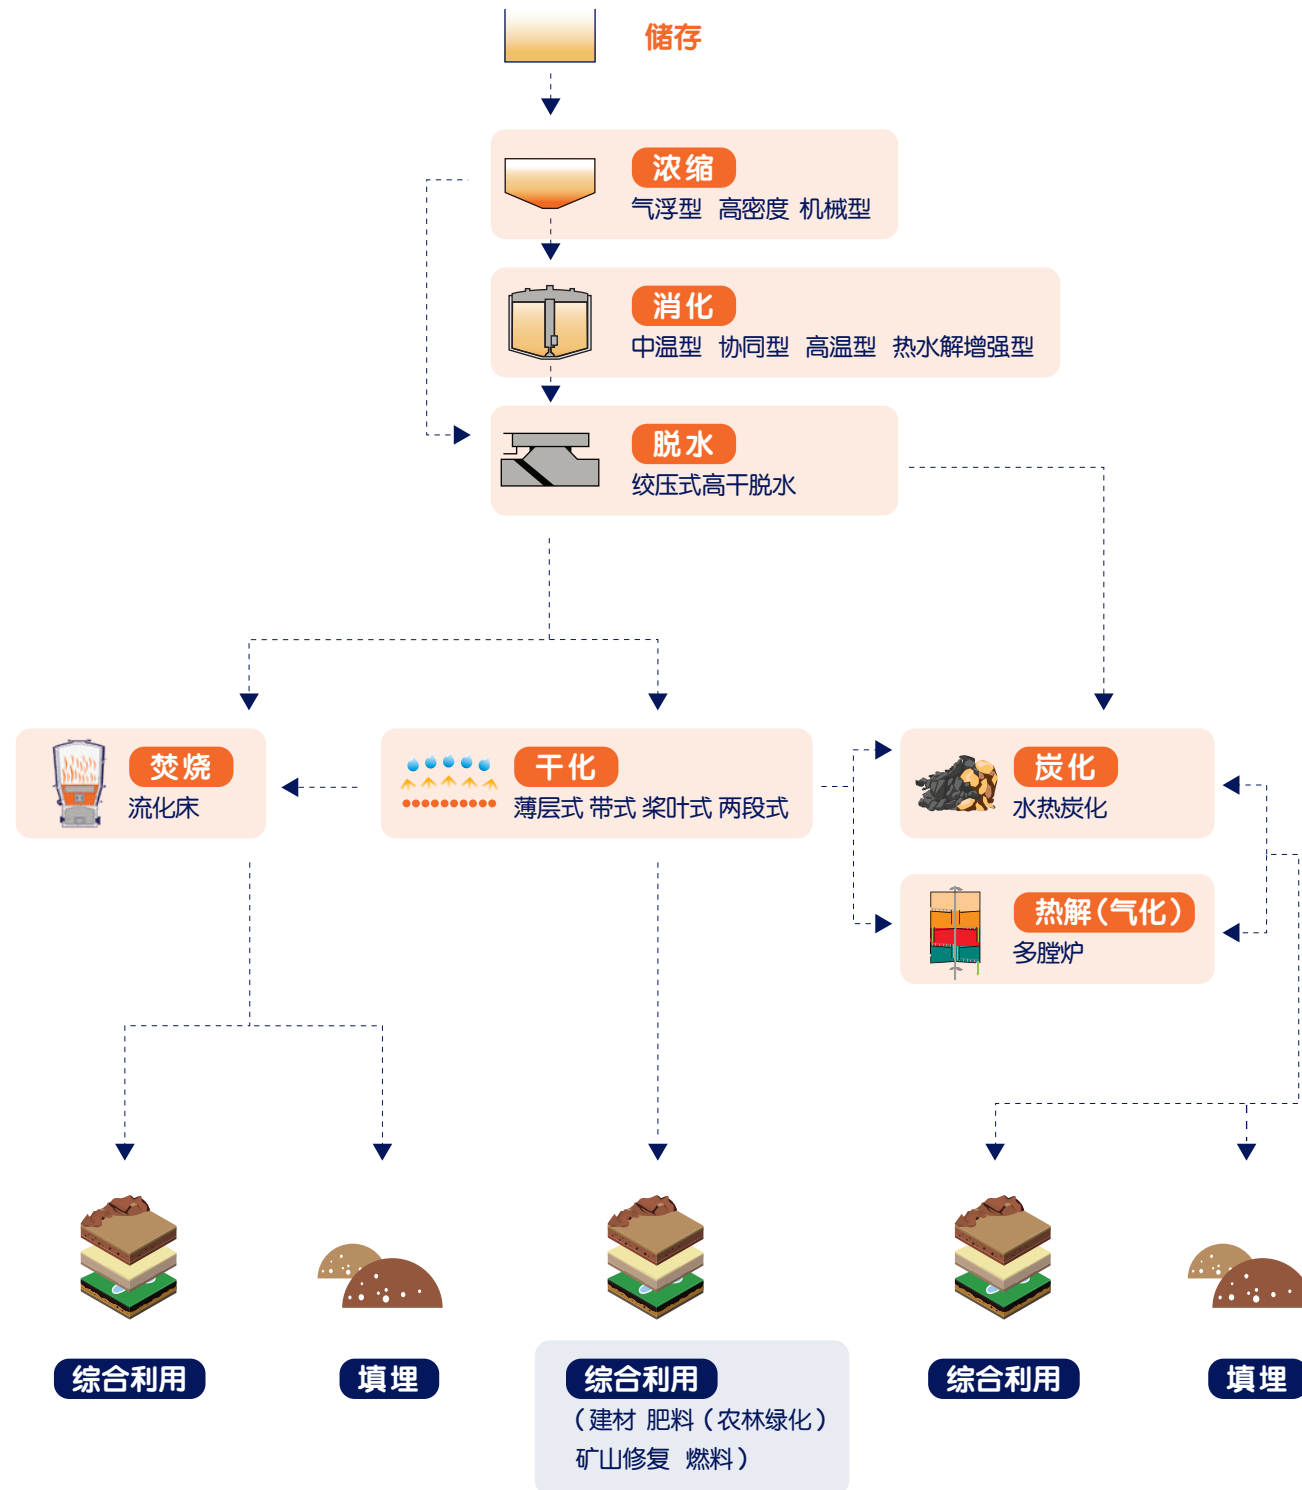 储存
浓缩
气浮型 高密度 机械型
消化
中温型 协同型 高温型 热水解增强型
脱水
绞压式高干脱水
焚烧
流化床
干化
薄层式 带式 桨叶式 两段式
炭化
水热炭化
热解（气化）
多膛炉
综合利用
填埋
综合利用
（建材 肥料（农林绿化）
矿山修复 燃料）
综合利用
填埋